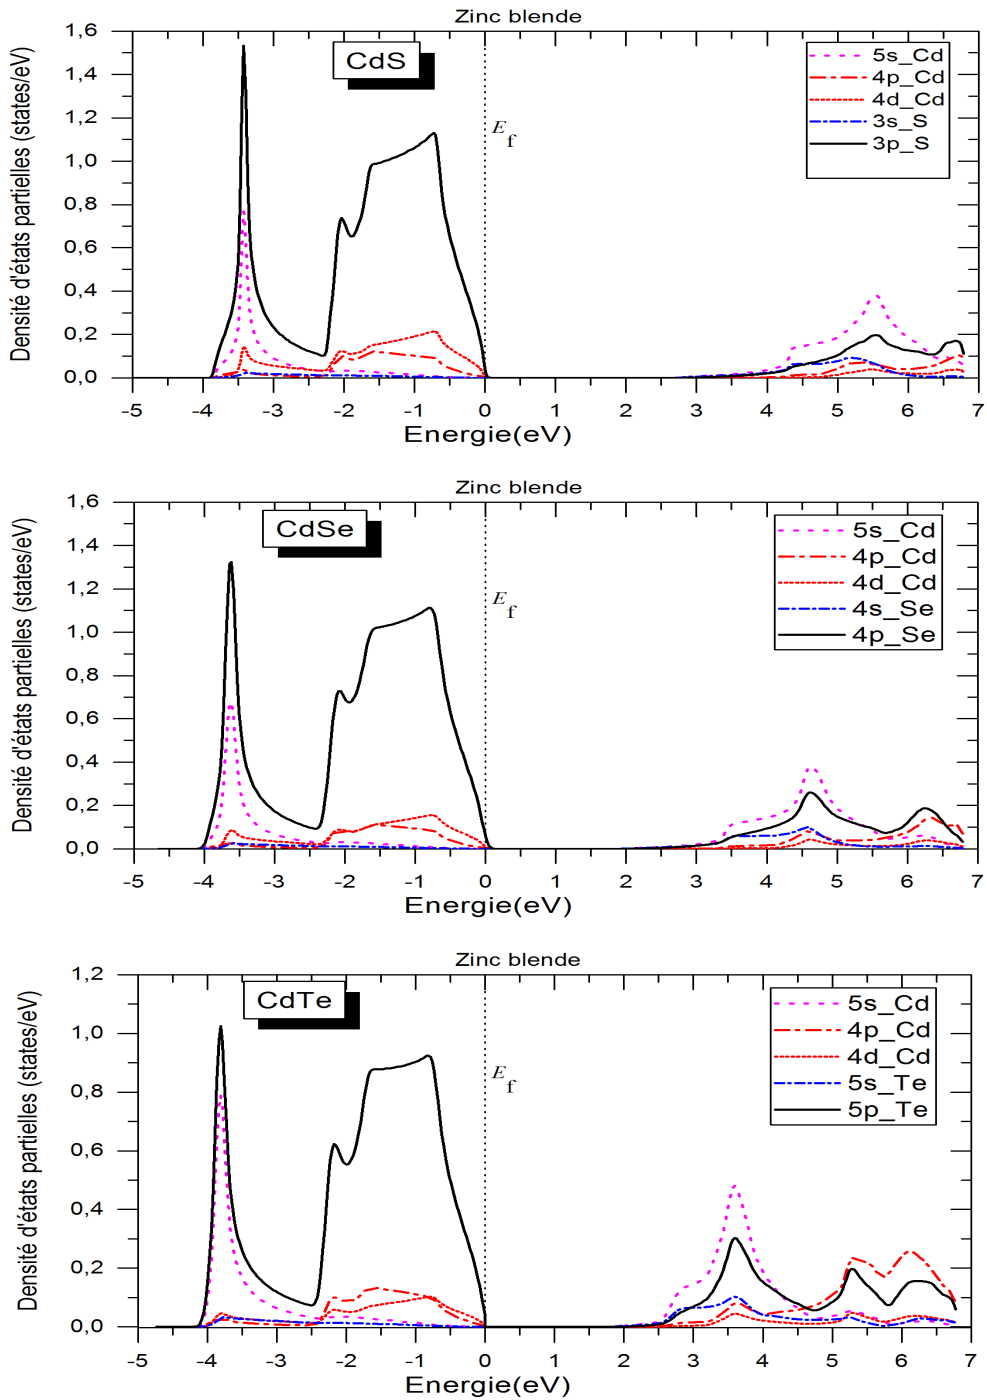 Zinc blende
CdS
1,6
1,4
1,2
1,0
0,8
0,6
0,4
0,2
0,0
Densité d'états partielles (states/eV)
E f
5s_Cd
4p_Cd
4d_Cd
3s_S
3p_S
-5 -4 -3 -2 -1 0 1 2 3 4 5 6 7
Energie(eV)
Zinc blende
CdSe
1,6
1,4
1,2
1,0
0,8
0,6
0,4
0,2
0,0
Densité d'états partielles (states/eV)
E f
5s_Cd
4p_Cd
4d_Cd
4s_Se
4p_Se
-5 -4 -3 -2 -1 0 1 2 3 4 5 6 7
Energie(eV)
Zinc blende
CdTe
1,2
1,0
0,8
0,6
0,4
0,2
0,0
Densité d'états partielles (states/eV)
E f
5s_Cd
4p_Cd
4d_Cd
5s_Te
5p_Te
-5 -4 -3 -2 -1 0 1 2 3 4 5 6 7
Energie(eV)